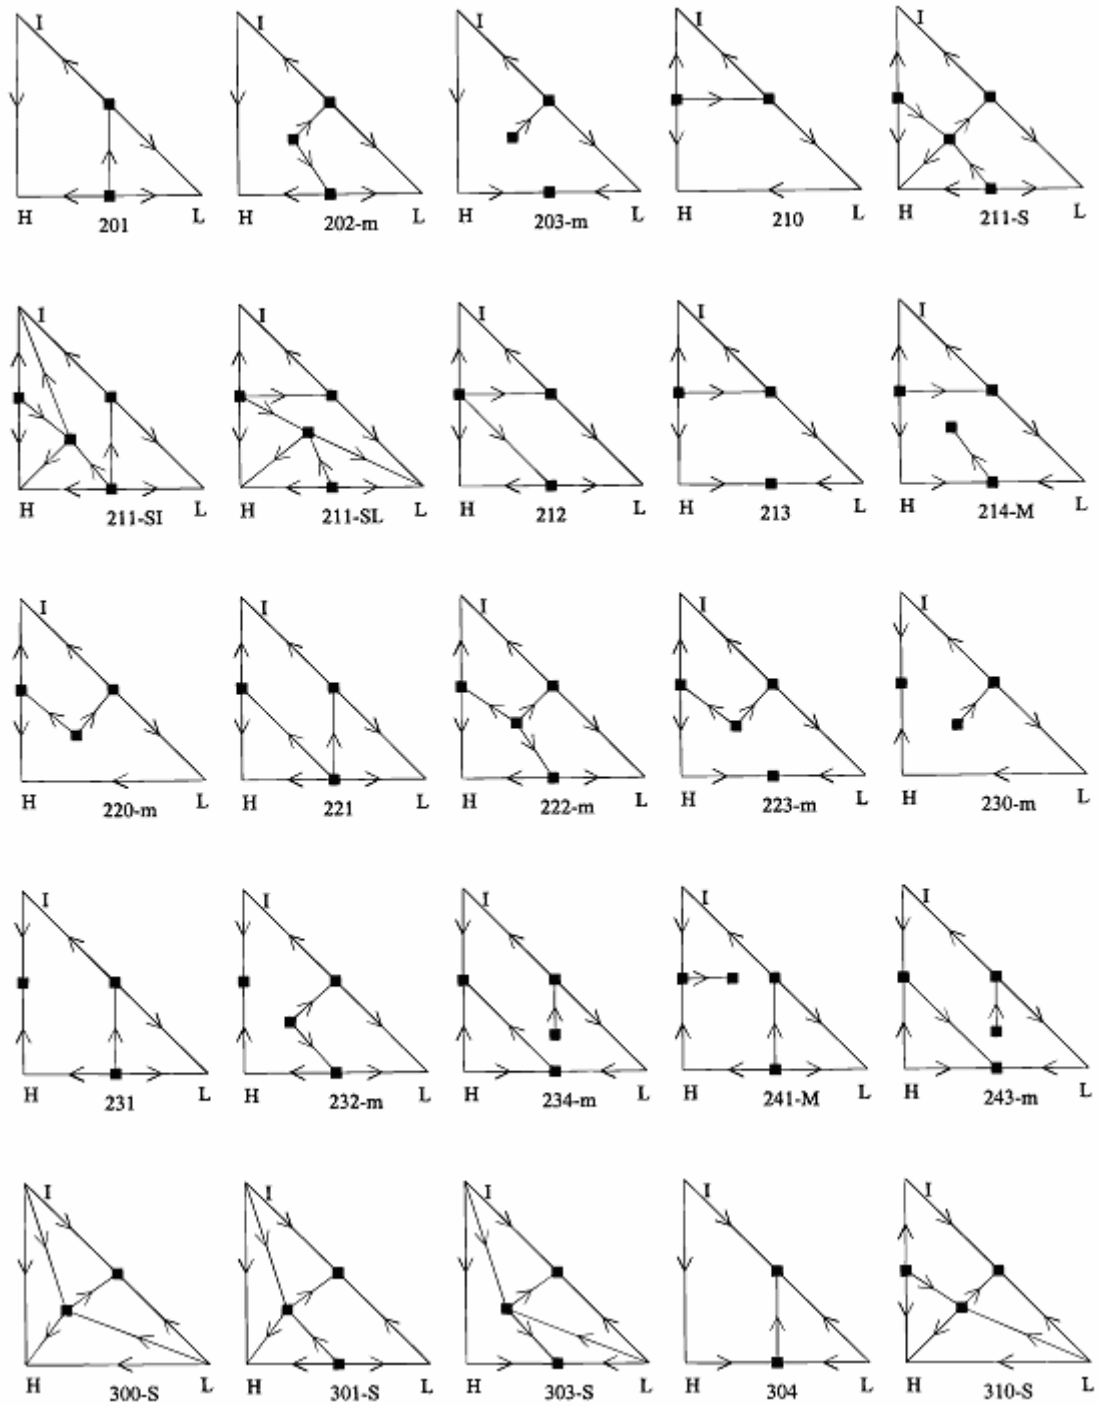 I I I I I
H 201 L H 202-m L H 203-m L H 210 L H 211-S L
I I I I I
H 211-SI L H 211-SL L H 212 L H 213 L H 214-M L
I I I I I
H 220-m L H 221 L H 222-m L H 223-m L H 230-m L
I I I I I
H 231 L H 232-m L H 234-m L H 241-M L H 243-m L
I I I I I
H 300-S L H 301-S L H 303-S L H 304 L H 310-S L